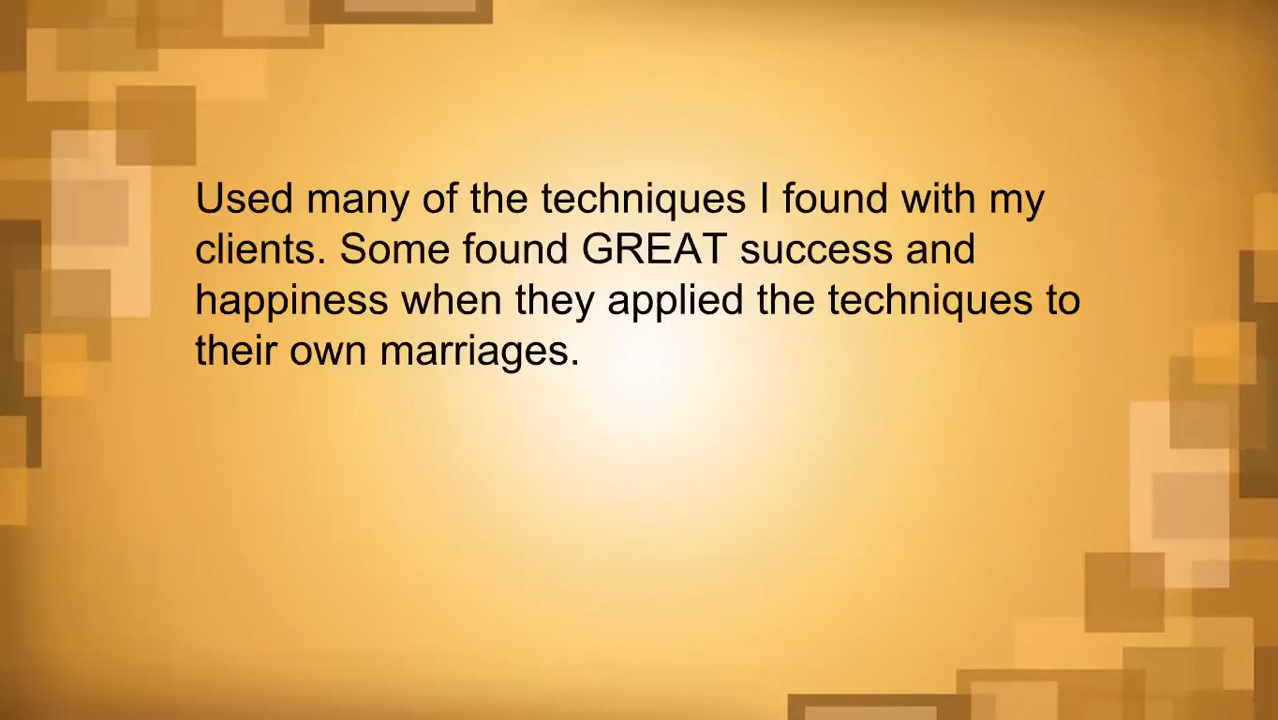 Used many of the techniques I found with my
clients. Some found GREAT success and
happiness when they applied the techniques to
their own marriages.